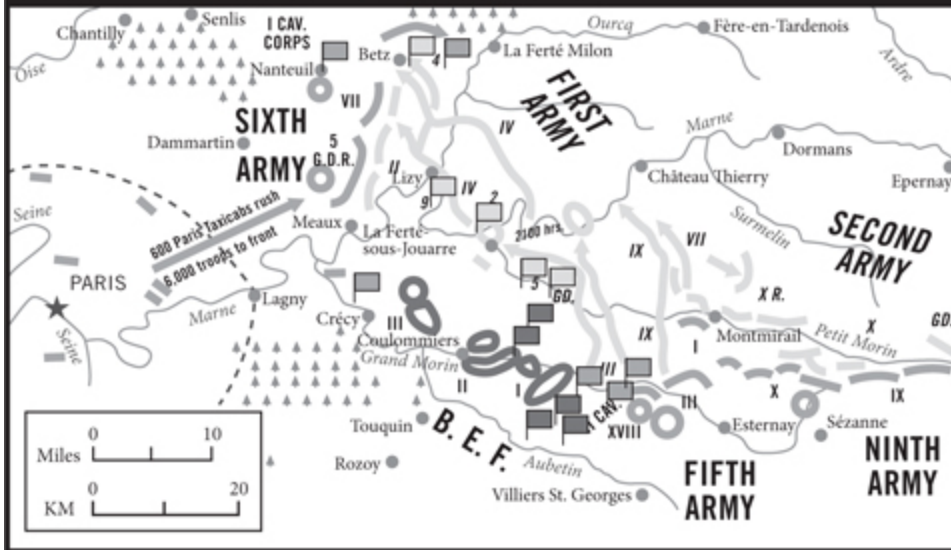 Senlis
Chantilly
I CAV.
CORPS
Betz
4
La Ferté Milon
Ourcq
Fère-en-Tardenois
Ardre
Oise
Nanteuil
VII
SIXTH
ARMY
FIRST
ARMY
IV
Marne
Dammartin
5
G.D.R.
II
Lizy
IV
9
2
Dormans
Château Thierry
Epernay
Seine
600 Paris Taxicabs rush
6,000 troops to front
Meaux
La Ferté-
sous-Jouarre
2300 hrs.
IX
VII
Surmelin
SECOND
ARMY
PARIS
Lagny
Marne
5
GD.
X R.
X
GD.
Crécy
III
Coulommiers
Grand Morin
IX
I
Montmirail
Petit Morin
Seine
II
I
III
I CAV.
XVIII
III
X
IX
Miles
0
10
KM
0
20
Touquin
Rozoy
B. E. F.
Aubetin
Villiers St. Georges
Esternay
Sézanne
FIFTH
ARMY
NINTH
ARMY